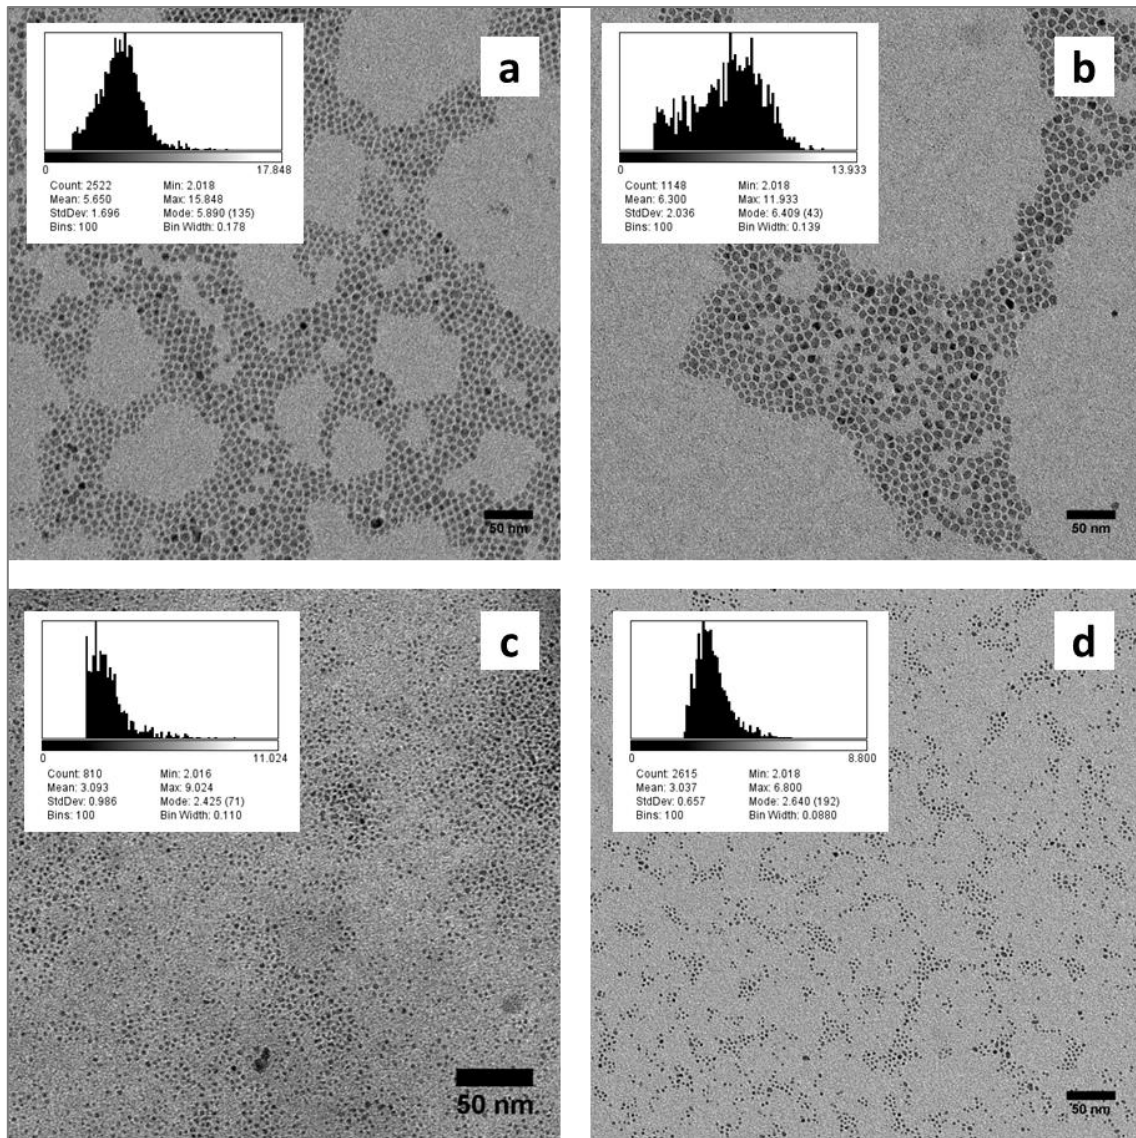 a
0 17.848
Count: 2522 Min: 2.018
Mean: 5.650 Max: 15.848
StdDev: 1.696 Mode: 5.890 (135)
Bins: 100 Bin Width: 0.178
50 nm
b
0 13.933
Count: 1148 Min: 2.018
Mean: 6.300 Max: 11.933
StdDev: 2.036 Mode: 6.409 (43)
Bins: 100 Bin Width: 0.139
50 nm
c
0 11.024
Count: 810 Min: 2.016
Mean: 3.093 Max: 9.024
StdDev: 0.986 Mode: 2.425 (71)
Bins: 100 Bin Width: 0.110
50 nm
d
0 8.800
Count: 2615 Min: 2.018
Mean: 3.037 Max: 6.800
StdDev: 0.657 Mode: 2.640 (192)
Bins: 100 Bin Width: 0.0880
50 nm